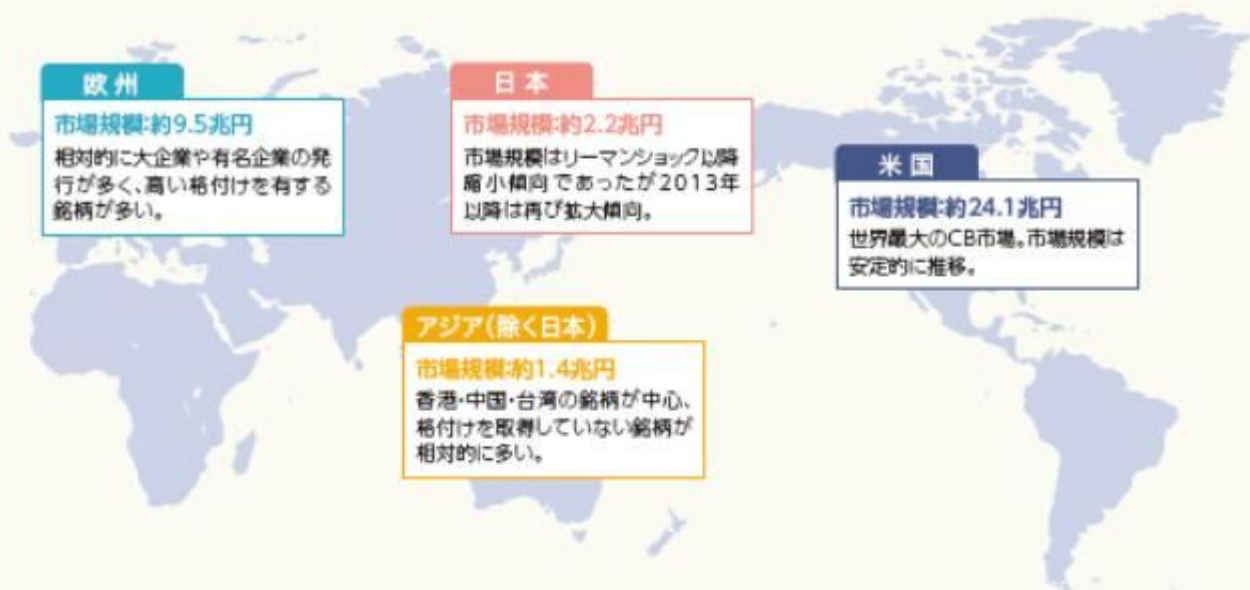 欧州
市場規模:約9.5兆円
相対的に大企業や有名企業の発
行が多く、高い格付けを有する
銘柄が多い。
日本
市場規模:約2.2兆円
市場規模はリーマンショック以降
縮小傾向であったが2013年
以降は再び拡大傾向。
米国
市場規模:約24.1兆円
世界最大のCB市場。市場規模は
安定的に推移。
アジア(除く日本)
市場規模:約1.4兆円
香港・中国・台湾の銘柄が中心、
格付けを取得していない銘柄が
相対的に多い。